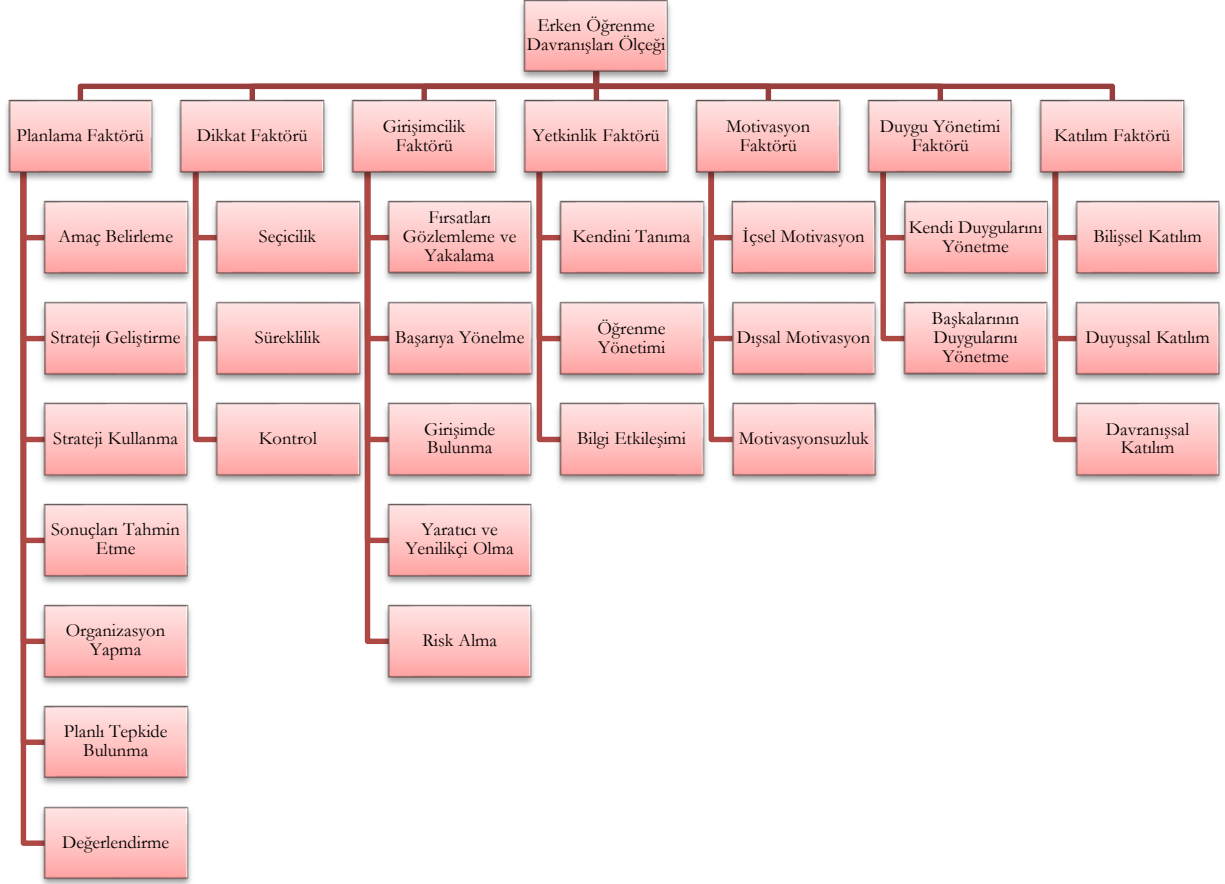 Erken Öğrenme
Davranışları Ölçeği
Planlama Faktörü
Amaç Belirleme
Strateji Geliştirme
Strateji Kullanma
Sonuçları Tahmin
Etme
Organizasyon
Yapma
Planlı Tepkide
Bulunma
Değerlendirme
Dikkat Faktörü
Seçicilik
Süreklilik
Kontrol
Girişimcilik
Faktörü
Fırsatları
Gözlemleme ve
Yakalama
Başarıya Yönelme
Girişimde
Bulunma
Yaratıcı ve
Yenilikçi Olma
Risk Alma
Yetkinlik Faktörü
Kendini Tanıma
Öğrenme
Yönetimi
Bilgi Etkileşimi
Motivasyon
Faktörü
İçsel Motivasyon
Dışsal Motivasyon
Motivasyonsuzluk
Duygu Yönetimi
Faktörü
Kendi Duygularını
Yönetme
Başkalarının
Duygularını
Yönetme
Katılım Faktörü
Bilişsel Katılım
Duyuşsal Katılım
Davranışsal
Katılım